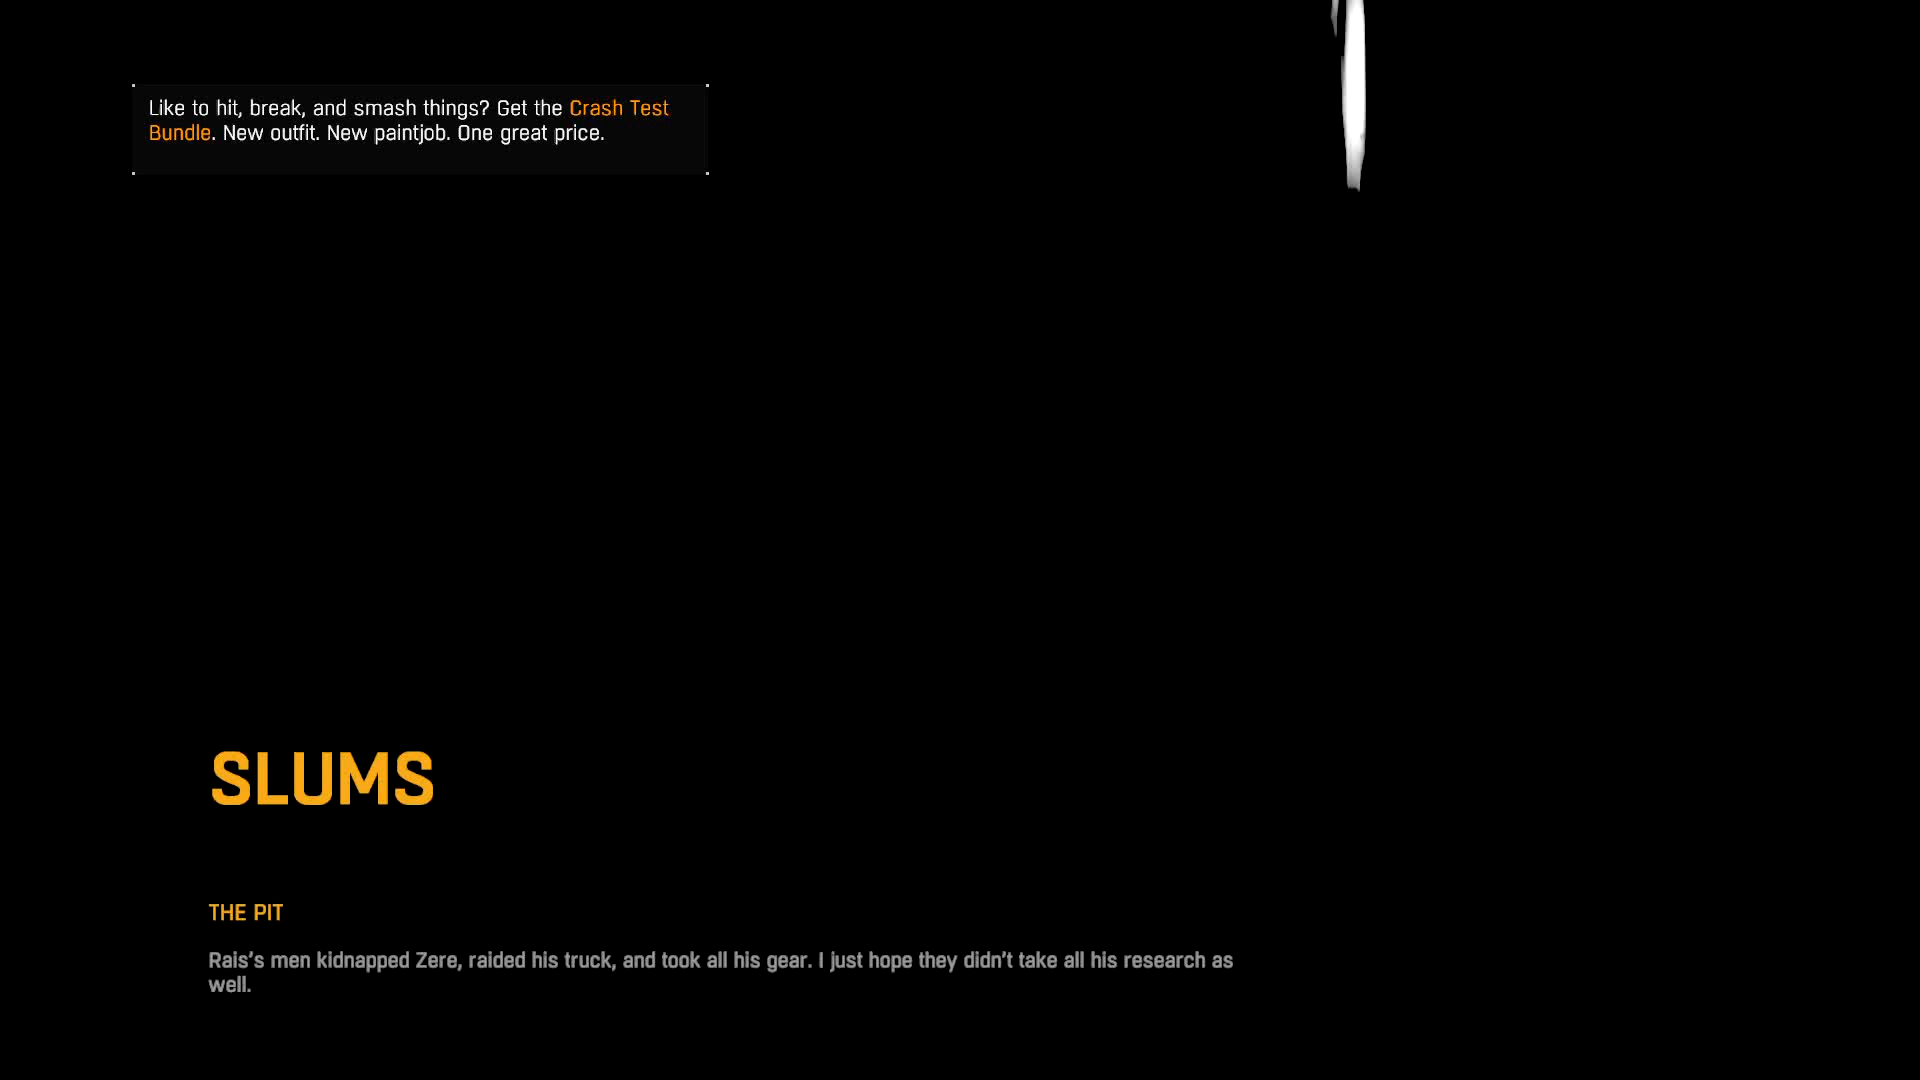 Like to hit, break, and smash things? Get the Crash Test
Bundle. New outfit. New paintjob. One great price.
SLUMS
THE PIT
Rais's men kidnapped Zere, raided his truck, and took all his gear. I just hope they didn't take all his research as
well.